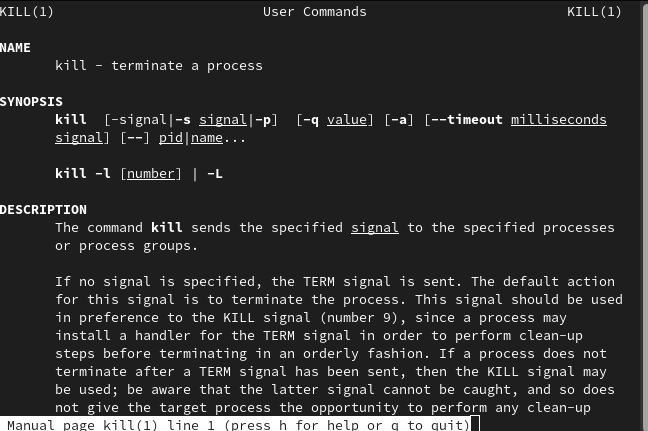 KILL(1) User Commands KILL(1)
NAME
kill - terminate a process
SYNOPSIS
kill [-signal|-s signal|-p] [-q value] [-a] [--timeout milliseconds
signal] [--] pid|name...
kill -l [number] | -L
DESCRIPTION
The command kill sends the specified signal to the specified processes
or process groups.
If no signal is specified, the TERM signal is sent. The default action
for this signal is to terminate the process. This signal should be used
in preference to the KILL signal (number 9), since a process may
install a handler for the TERM signal in order to perform clean-up
steps before terminating in an orderly fashion. If a process does not
terminate after a TERM signal has been sent, then the KILL signal may
be used; be aware that the latter signal cannot be caught, and so does
not give the target process the opportunity to perform any clean-up
Manual page kill(1) line 1 (press h for help or q to quit)